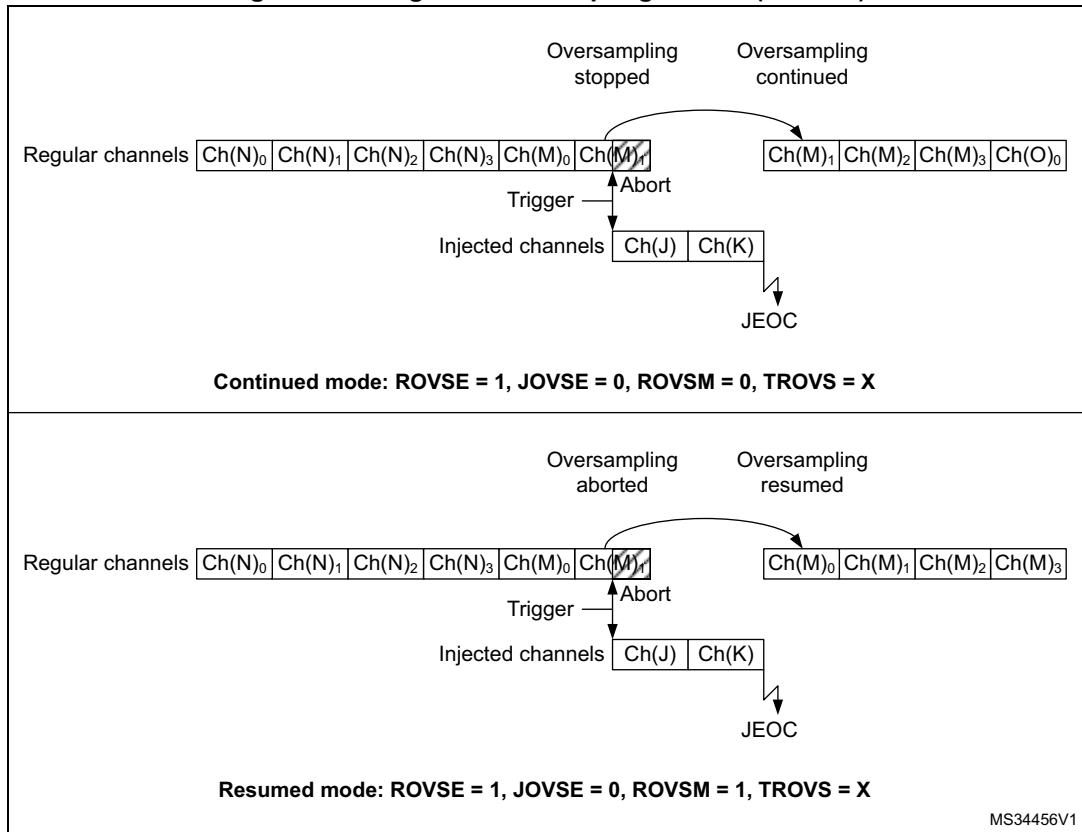 Oversampling stopped
Oversampling continued
Regular channels Ch(N)₀ Ch(N)₁ Ch(N)₂ Ch(N)₃ Ch(M)₀ Ch(M)₁ Ch(M)₁ Ch(M)₂ Ch(M)₃ Ch(O)₀
Abort
Trigger
Injected channels Ch(J) Ch(K)
JEOC
Continued mode: ROVSE = 1, JOVSE = 0, ROVSM = 0, TROVS = X
Oversampling aborted
Oversampling resumed
Regular channels Ch(N)₀ Ch(N)₁ Ch(N)₂ Ch(N)₃ Ch(M)₀ Ch(M)₁ Ch(M)₀ Ch(M)₁ Ch(M)₂ Ch(M)₃
Abort
Trigger
Injected channels Ch(J) Ch(K)
JEOC
Resumed mode: ROVSE = 1, JOVSE = 0, ROVSM = 1, TROVS = X
MS34456V1